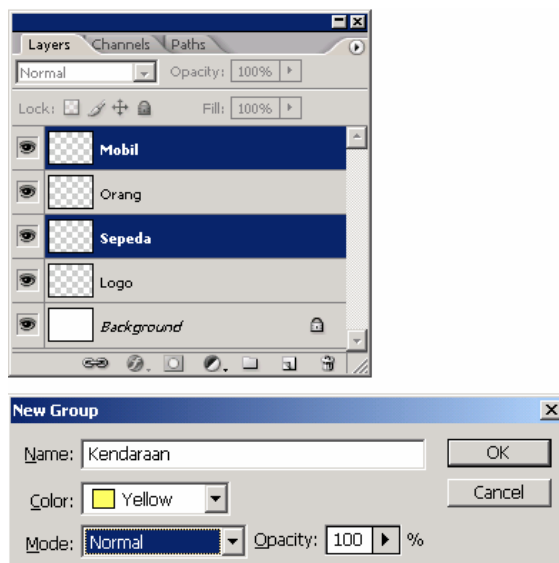 Layers Channels Paths
Normal Opacity: 100%
Lock: Fill: 100%
Mobil
Orang
Sepeda
Logo
Background
New Group
Name: Kendaraan OK
Color: Yellow Cancel
Mode: Normal Opacity: 100 %